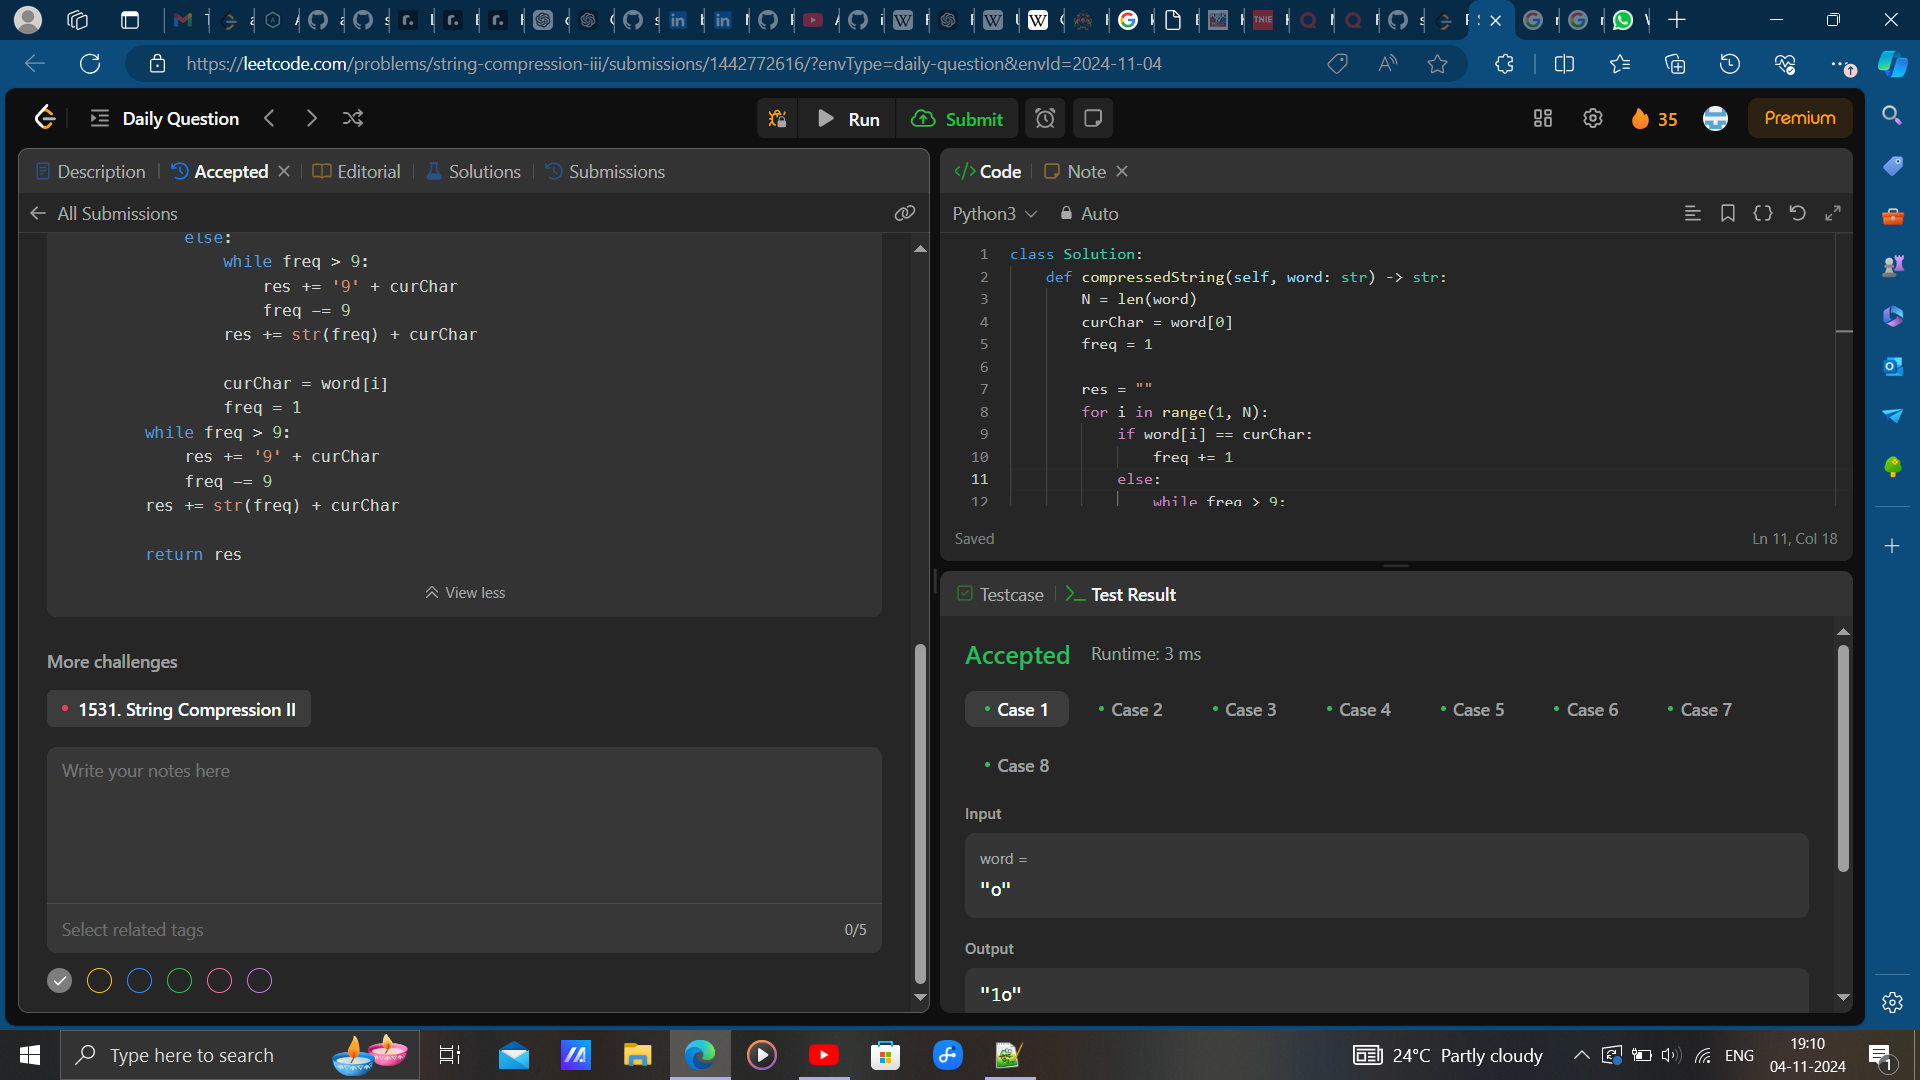 https://leetcode.com/problems/string-compression-iii/submissions/1442772616/?envType=daily-question&envId=2024-11-04
Daily Question
Run
Submit
35
Premium
Description
Accepted
Editorial
Solutions
Submissions
All Submissions
else:
while freq > 9:
res += '9' + curChar
freq -= 9
res += str(freq) + curChar
curChar = word[i]
freq = 1
while freq > 9:
res += '9' + curChar
freq -= 9
res += str(freq) + curChar
return res
View less
More challenges
1531. String Compression II
Write your notes here
Select related tags
0/5
Code
Note
Python3
Auto
1 class Solution:
2 def compressedString(self, word: str) -> str:
3 N = len(word)
4 curChar = word[0]
5 freq = 1
6
7 res = ""
8 for i in range(1, N):
9 if word[i] == curChar:
10 freq += 1
11 else:
12 while freq > 9:
Saved
Ln 11, Col 18
Testcase
Test Result
Accepted
Runtime: 3 ms
Case 1
Case 2
Case 3
Case 4
Case 5
Case 6
Case 7
Case 8
Input
word =
"o"
Output
"1o"
Type here to search
24°C Partly cloudy
ENG
19:10
04-11-2024
1